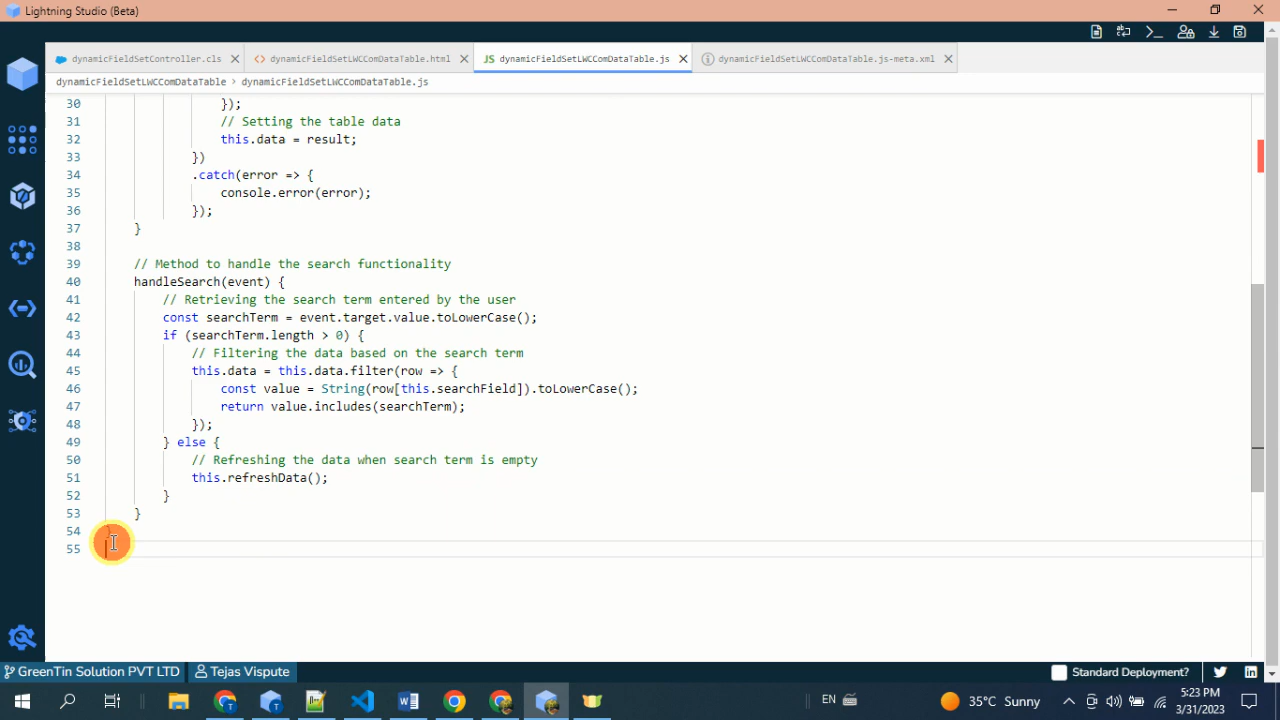 Lightning Studio (Beta)
dynamicFieldSetController.cls
dynamicFieldSetLWCComDataTable.html
JS dynamicFieldSetLWCComDataTable.js
dynamicFieldSetLWCComDataTable.js-meta.xml
dynamicFieldSetLWCComDataTable > dynamicFieldSetLWCComDataTable.js
30 });
31 // Setting the table data
32 this.data = result;
33 })
34 .catch(error => {
35 console.error(error);
36 });
37 }
38
39 // Method to handle the search functionality
40 handleSearch(event) {
41 // Retrieving the search term entered by the user
42 const searchTerm = event.target.value.toLowerCase();
43 if (searchTerm.length > 0) {
44 // Filtering the data based on the search term
45 this.data = this.data.filter(row => {
46 const value = String(row[this.searchField]).toLowerCase();
47 return value.includes(searchTerm);
48 });
49 } else {
50 // Refreshing the data when search term is empty
51 this.refreshData();
52 }
53 }
54 }
55
GreenTin Solution PVT LTD Tejas Vispute Standard Deployment?
EN 35°C Sunny 5:23 PM
3/31/2023